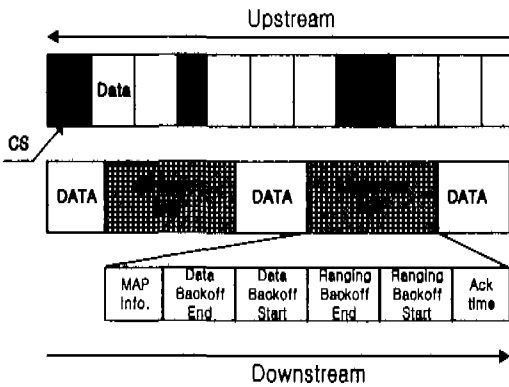 Upstream
Data
CS
DATA
DATA
DATA
MAP
Info.
Data
Backoff
End
Data
Backoff
Start
Ranging
Backoff
End
Ranging
Backoff
Start
Ack
time
Downstream